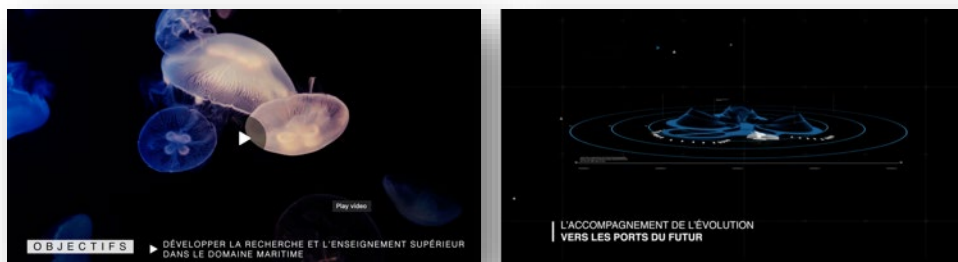 Play video
OBJECTIFS
DÉVELOPPER LA RECHERCHE ET L'ENSEIGNEMENT SUPÉRIEUR
DANS LE DOMAINE MARITIME
L'ACCOMPAGNEMENT DE L'ÉVOLUTION
VERS LES PORTS DU FUTUR